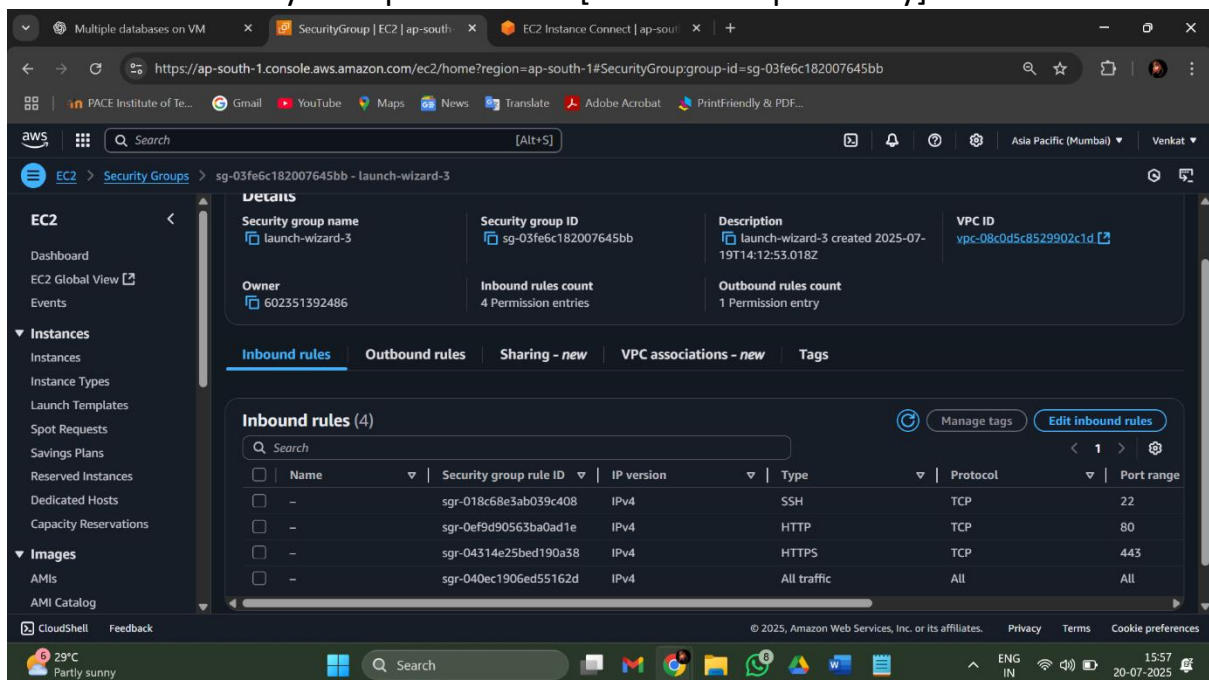 Multiple databases on VM
SecurityGroup | EC2 | ap-south-
EC2 Instance Connect | ap-sout
https://ap-south-1.console.aws.amazon.com/ec2/home?region=ap-south-1#SecurityGroup:group-id=sg-03fe6c182007645bb
PACE Institute of Te... Gmail YouTube Maps News Translate Adobe Acrobat PrintFriendly & PDF...
aws Search [Alt+S] Asia Pacific (Mumbai) Venkat
EC2 > Security Groups > sg-03fe6c182007645bb - launch-wizard-3
EC2
Dashboard
EC2 Global View
Events
Instances
Instances
Instance Types
Launch Templates
Spot Requests
Savings Plans
Reserved Instances
Dedicated Hosts
Capacity Reservations
Images
AMIs
AMI Catalog
Details
Security group name
launch-wizard-3
Security group ID
sg-03fe6c182007645bb
Description
launch-wizard-3 created 2025-07-
19T14:12:53.018Z
VPC ID
vpc-08c0d5c8529902c1d
Owner
602351392486
Inbound rules count
4 Permission entries
Outbound rules count
1 Permission entry
Inbound rules Outbound rules Sharing - new VPC associations - new Tags
Inbound rules (4) Manage tags Edit inbound rules
Search
1
Name Security group rule ID IP version Type Protocol Port range
– sgr-018c68e3ab039c408 IPv4 SSH TCP 22
– sgr-0ef9d90563ba0ad1e IPv4 HTTP TCP 80
– sgr-04314e25bed190a38 IPv4 HTTPS TCP 443
– sgr-040ec1906ed55162d IPv4 All traffic All All
CloudShell Feedback © 2025, Amazon Web Services, Inc. or its affiliates. Privacy Terms Cookie preferences
6
29°C
Partly sunny
Search
8
ENG
IN
15:57
20-07-2025